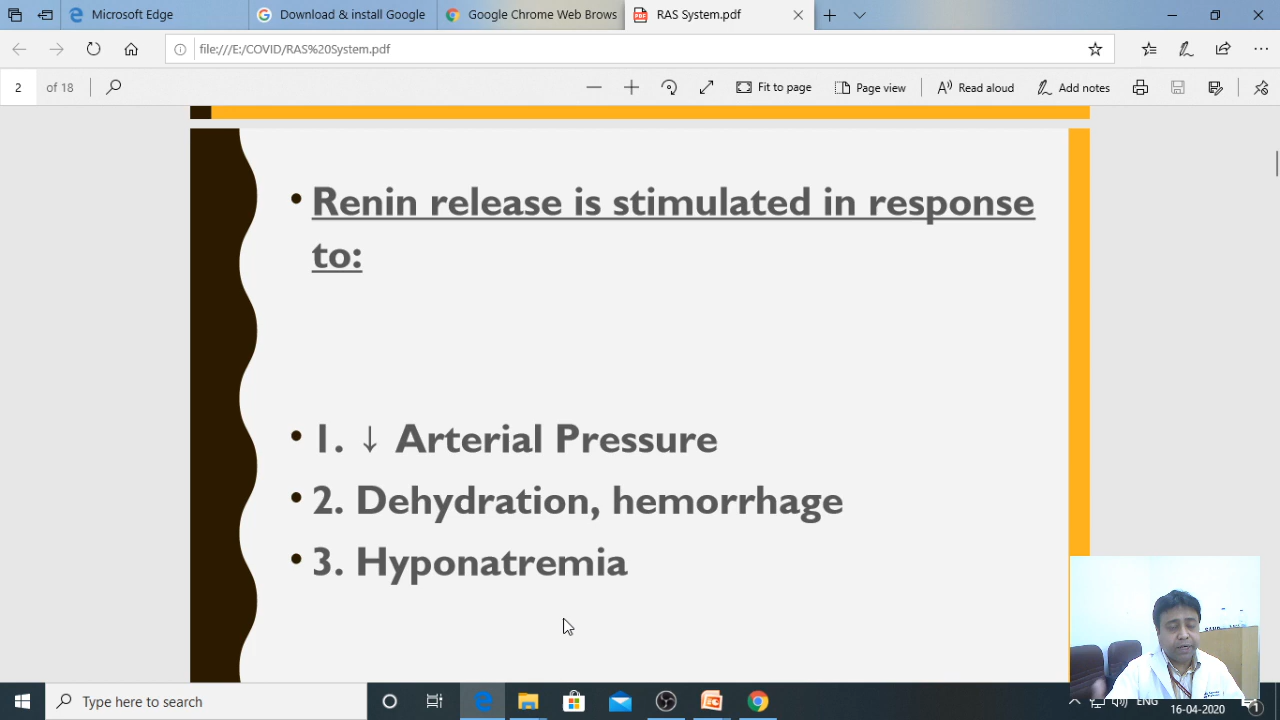 Microsoft Edge
Download & install Google
Google Chrome Web Brows
RAS System.pdf
file:///E:/COVID/RAS%20System.pdf
2 of 18
Fit to page
Page view
Read aloud
Add notes
• Renin release is stimulated in response
to:
• 1. ↓ Arterial Pressure
• 2. Dehydration, hemorrhage
• 3. Hyponatremia
Type here to search
ENG
16-04-2020
1